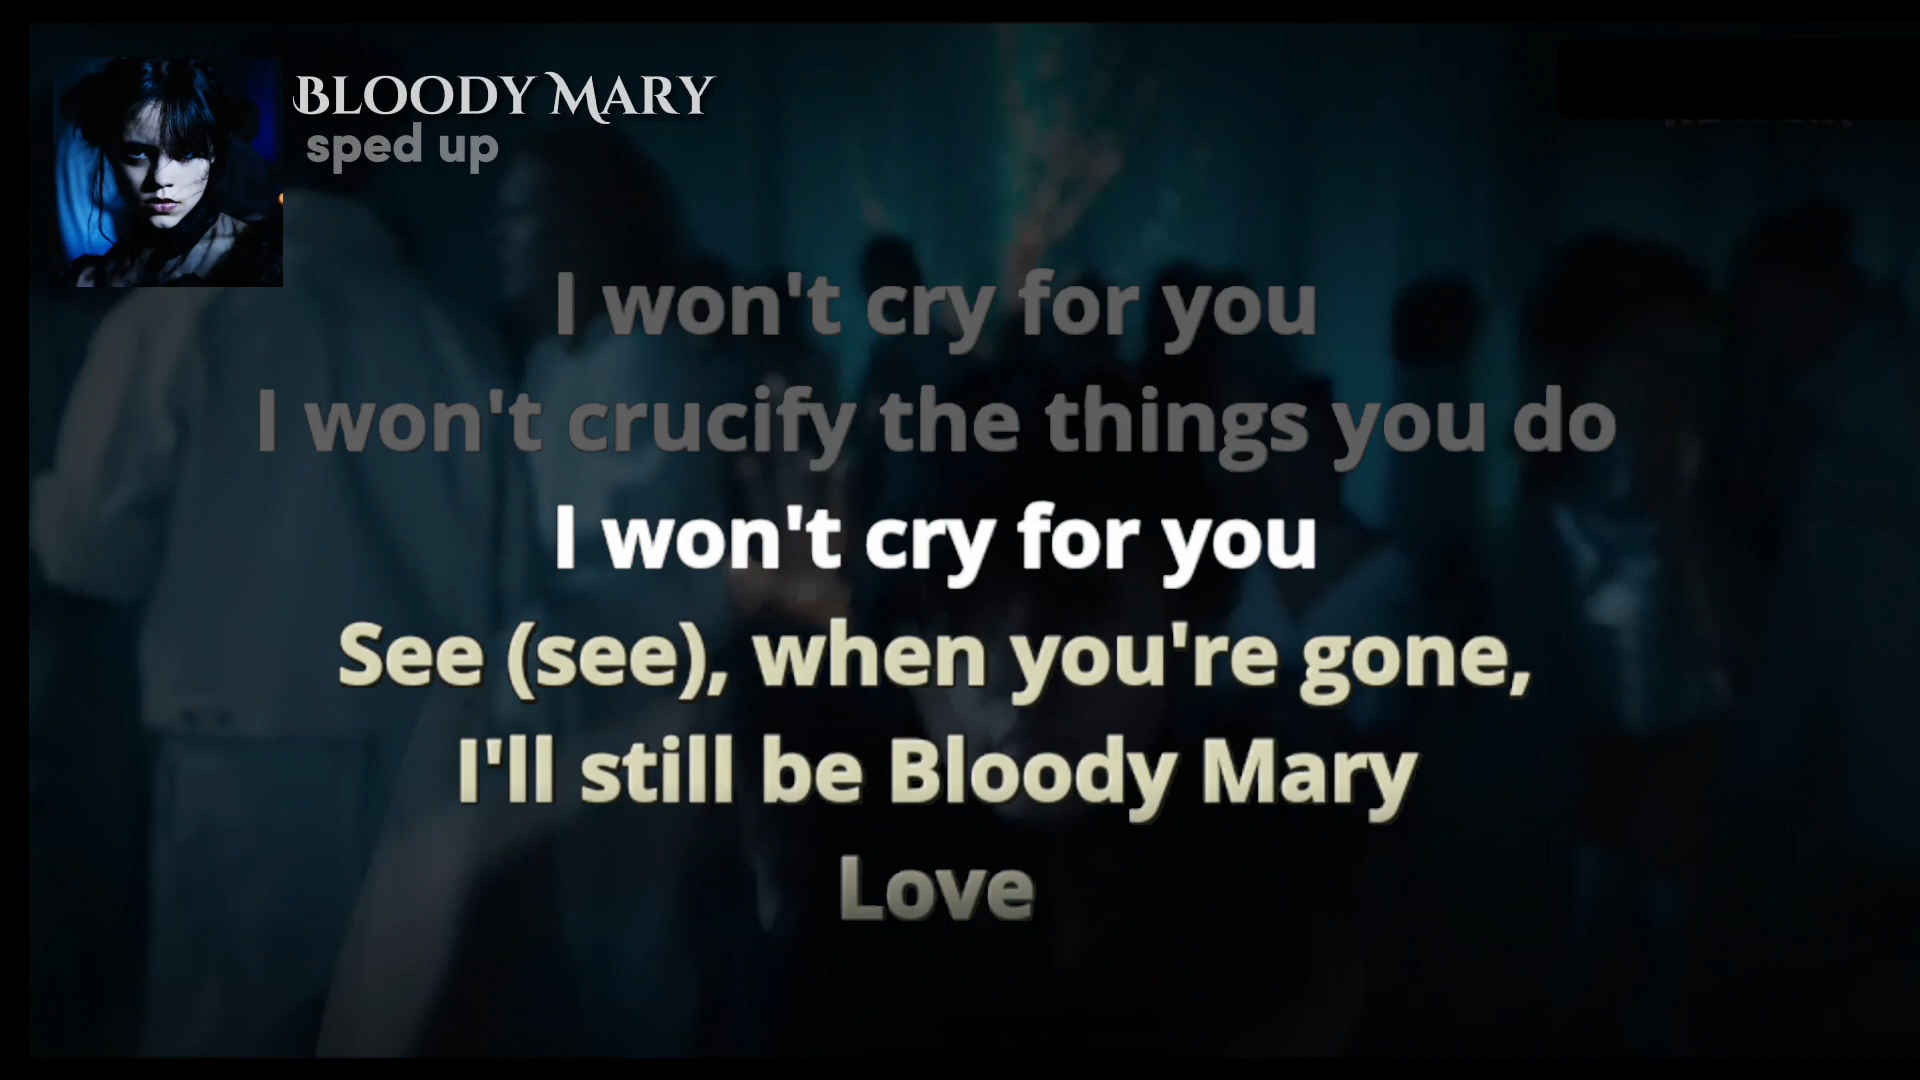 BLOODY MARY
sped up
I won't cry for you
I won't crucify the things you do
I won't cry for you
See (see), when you're gone,
I'll still be Bloody Mary
Love